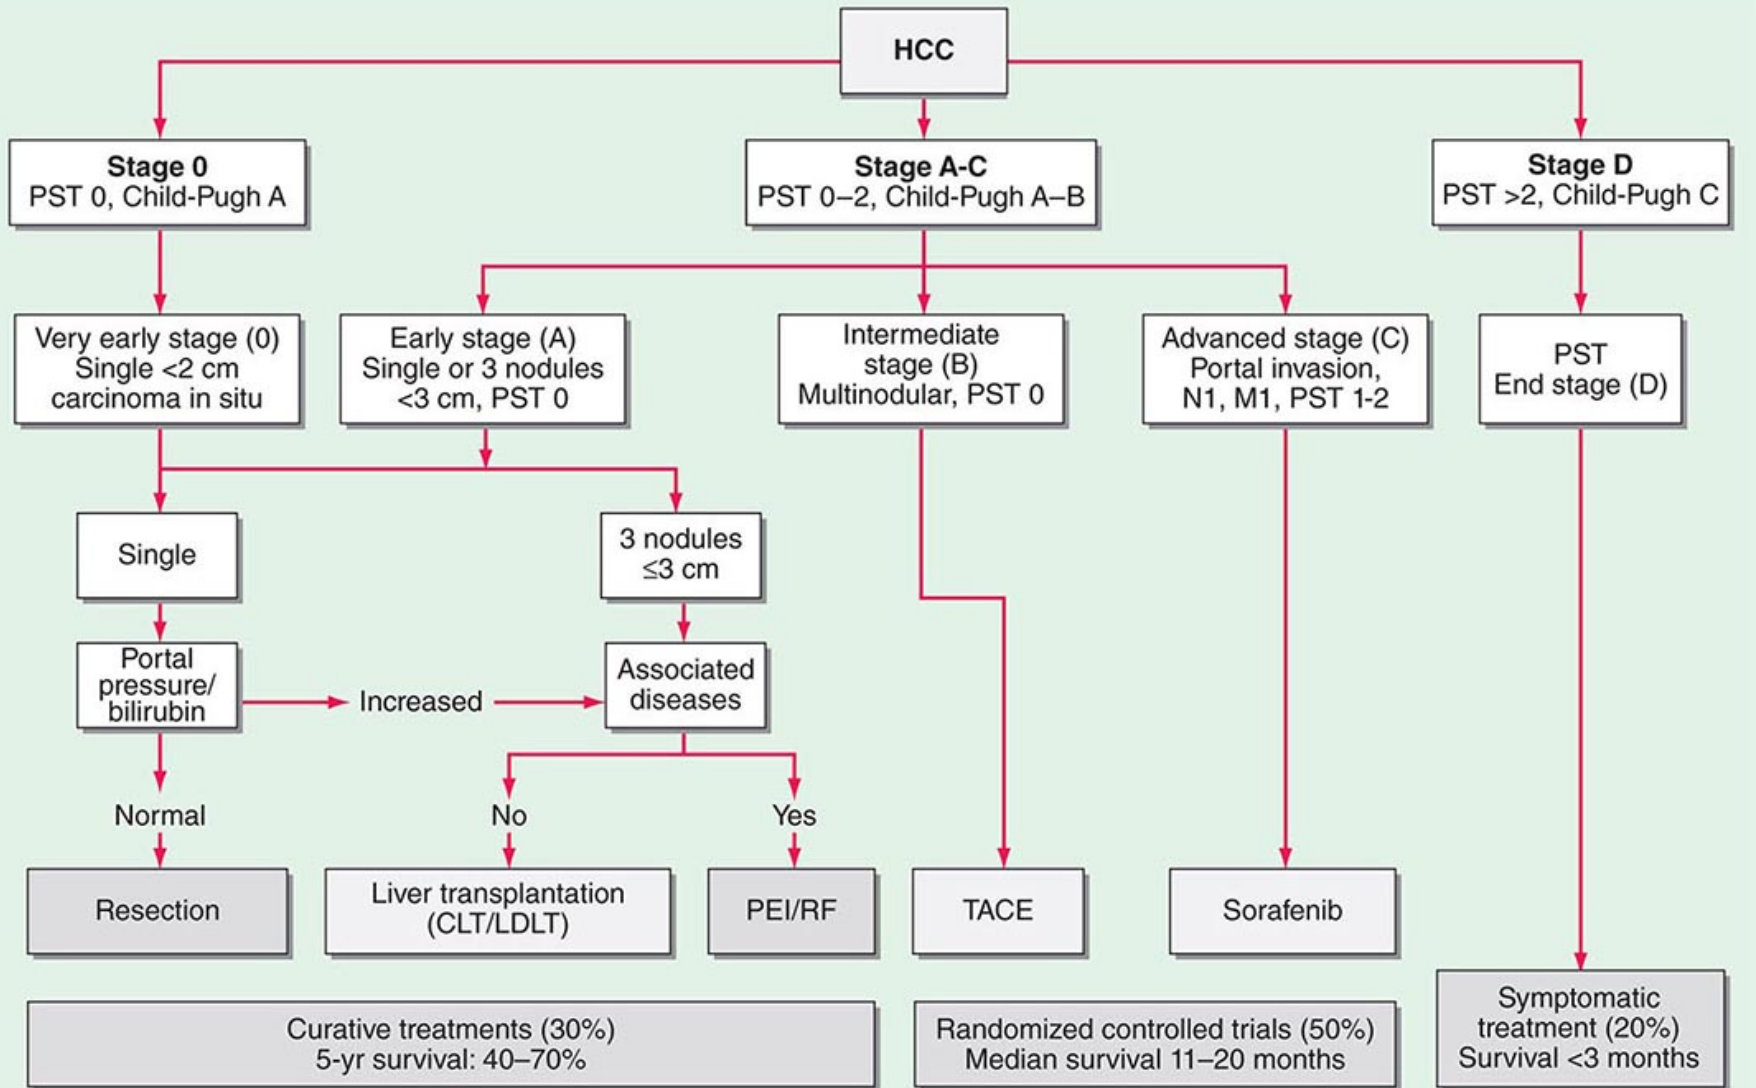 HCC
Stage 0
PST 0, Child-Pugh A
Stage A-C
PST 0–2, Child-Pugh A–B
Stage D
PST >2, Child-Pugh C
Very early stage (0)
Single <2 cm
carcinoma in situ
Early stage (A)
Single or 3 nodules
<3 cm, PST 0
Intermediate
stage (B)
Multinodular, PST 0
Advanced stage (C)
Portal invasion,
N1, M1, PST 1-2
PST
End stage (D)
Single
3 nodules
≤3 cm
Portal
pressure/
bilirubin
Increased
Associated
diseases
Normal
No
Yes
Resection
Liver transplantation
(CLT/LDLT)
PEI/RF
TACE
Sorafenib
Curative treatments (30%)
5-yr survival: 40–70%
Randomized controlled trials (50%)
Median survival 11–20 months
Symptomatic
treatment (20%)
Survival <3 months